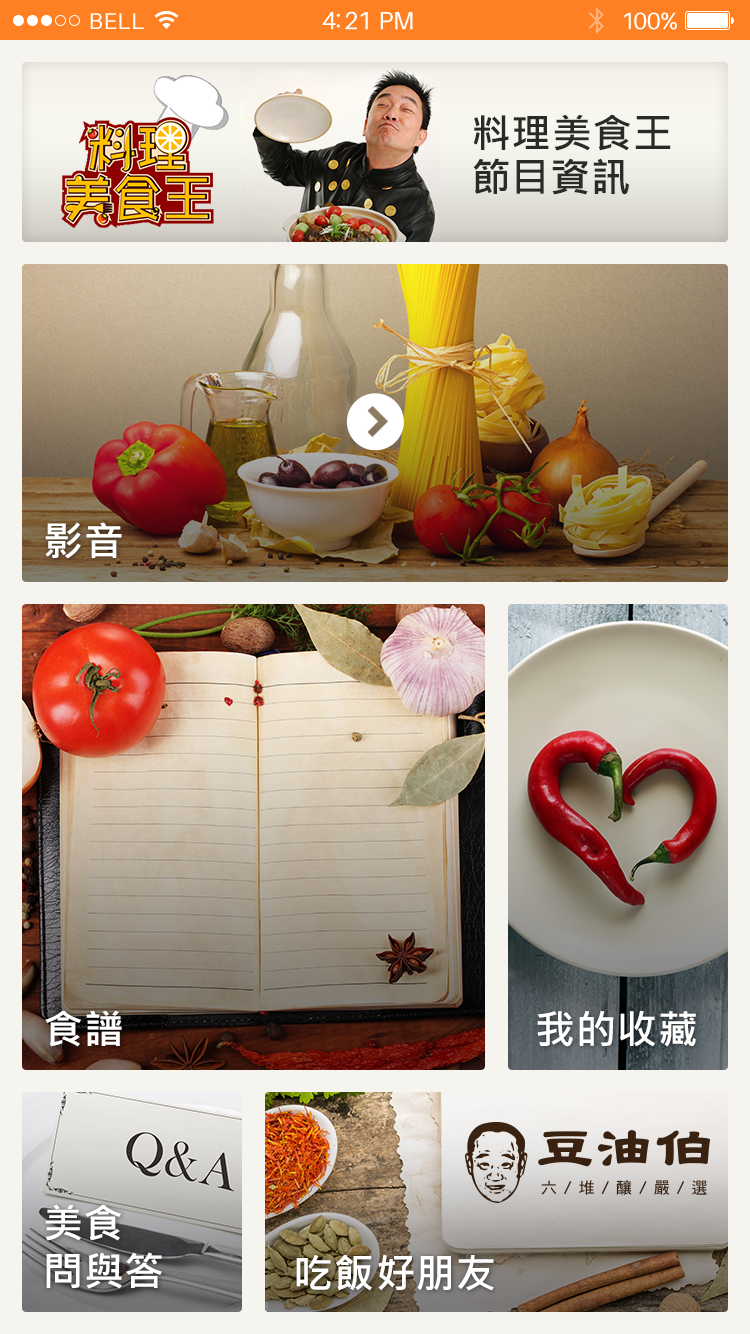 BELL 4:21 PM 100%
料理
美食王
料理美食王
節目資訊
影音
食譜
我的收藏
Q&A
美食
問與答
豆油伯
六/堆/釀/嚴/選
吃飯好朋友